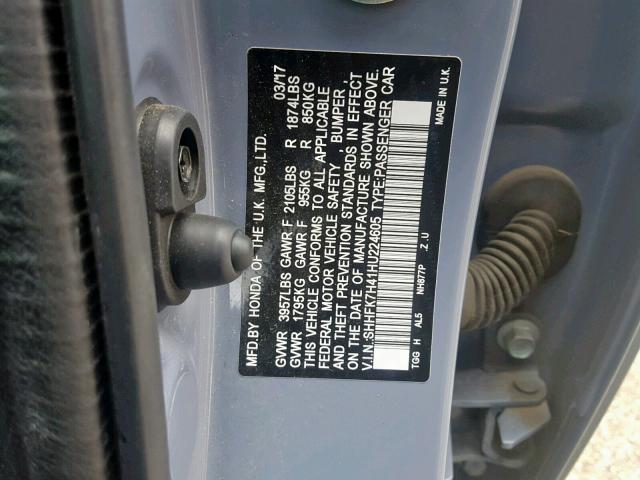 MFD.BY HONDA OF THE U.K. MFG.,LTD. 03/17
GVWR 3957LBS GAWR F 2105LBS R 1874LBS
GVWR 1795KG GAWR F 955KG R 850KG
THIS VEHICLE CONFORMS TO ALL APPLICABLE
FEDERAL MOTOR VEHICLE SAFETY , BUMPER ,
AND THEFT PREVENTION STANDARDS IN EFFECT
ON THE DATE OF MANUFACTURE SHOWN ABOVE.
V.I.N.:SHHFK7H41HU224605 TYPE:PASSENGER CAR
TGG H AL5 NH877P .Z.U MADE IN U.K.